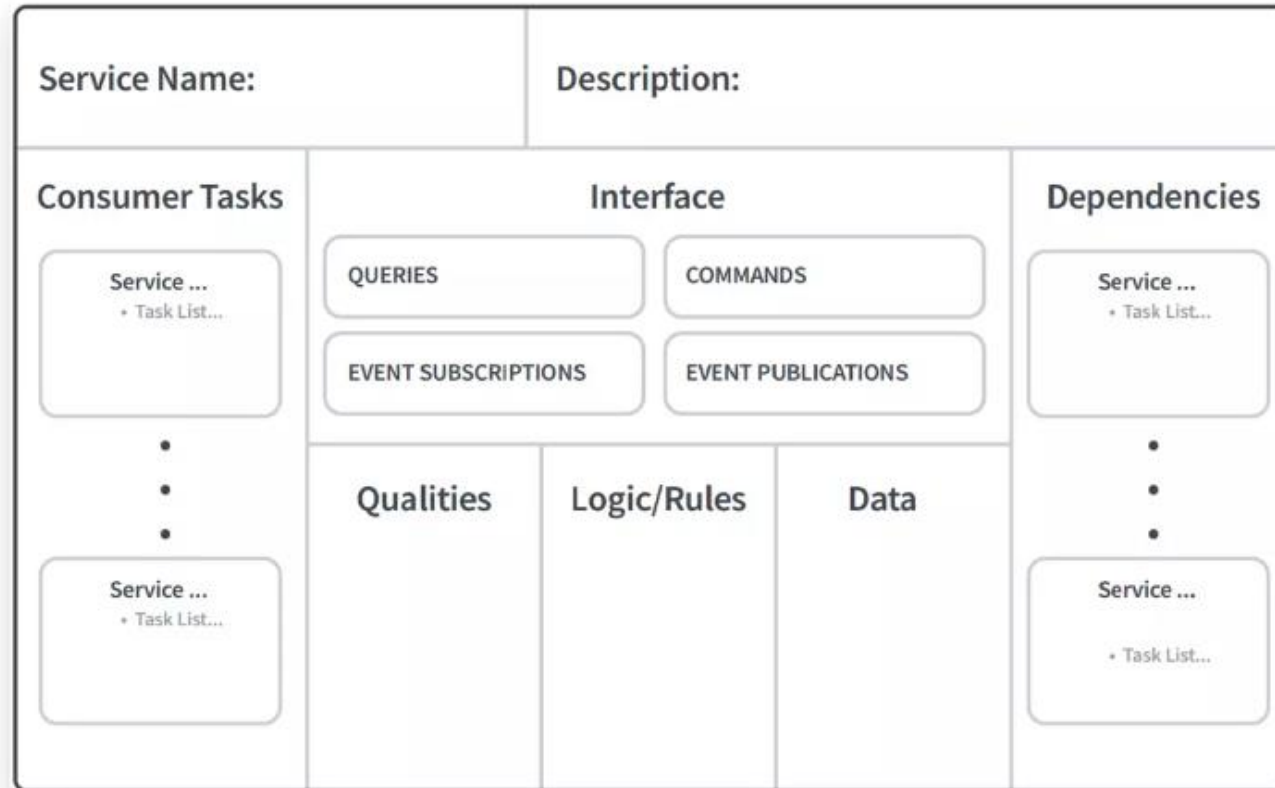 Service Name:
Description:
Consumer Tasks
Service ...
• Task List...
Service ...
• Task List...
Interface
QUERIES
COMMANDS
EVENT SUBSCRIPTIONS
EVENT PUBLICATIONS
Qualities
Logic/Rules
Data
Dependencies
Service ...
• Task List...
Service ...
• Task List...